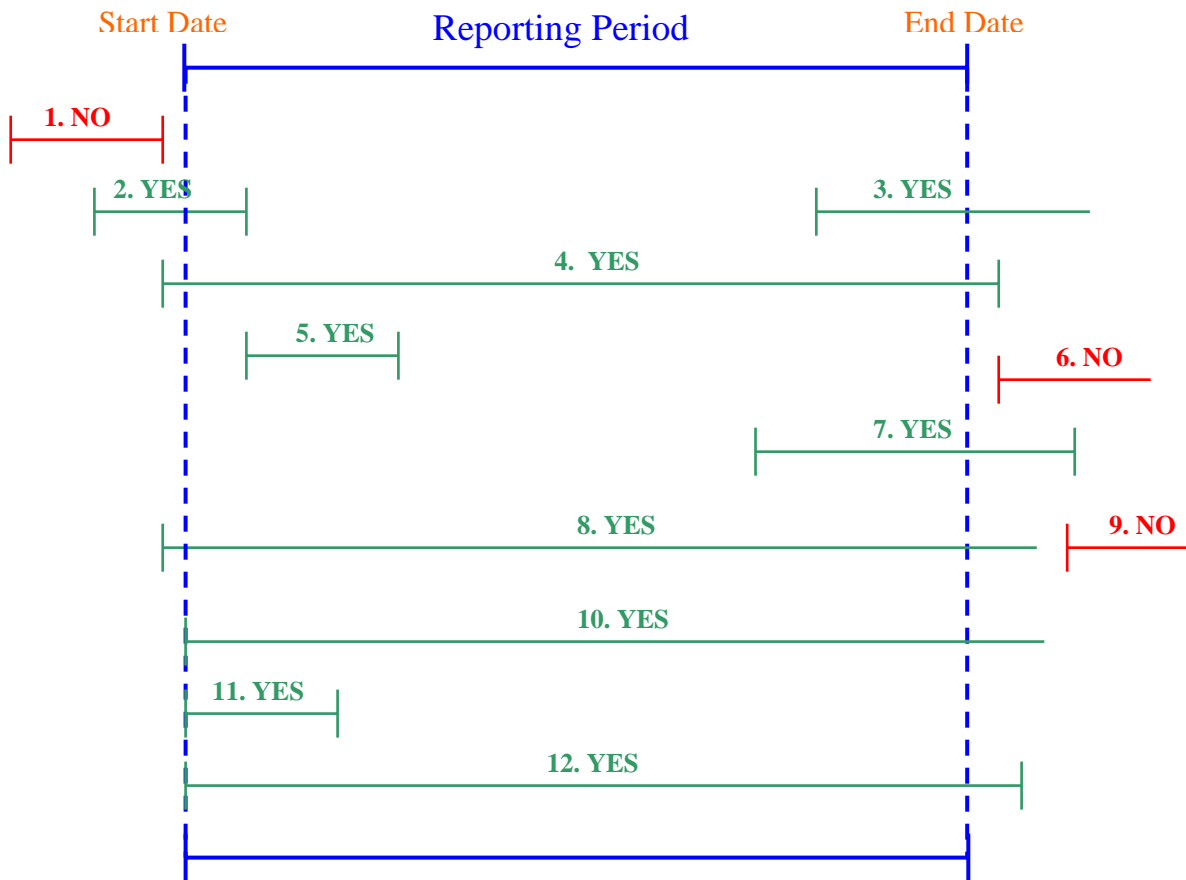 Start Date Reporting Period End Date
1. NO
2. YES 3. YES
4. YES
5. YES
6. NO
7. YES
8. YES 9. NO
10. YES
11. YES
12. YES